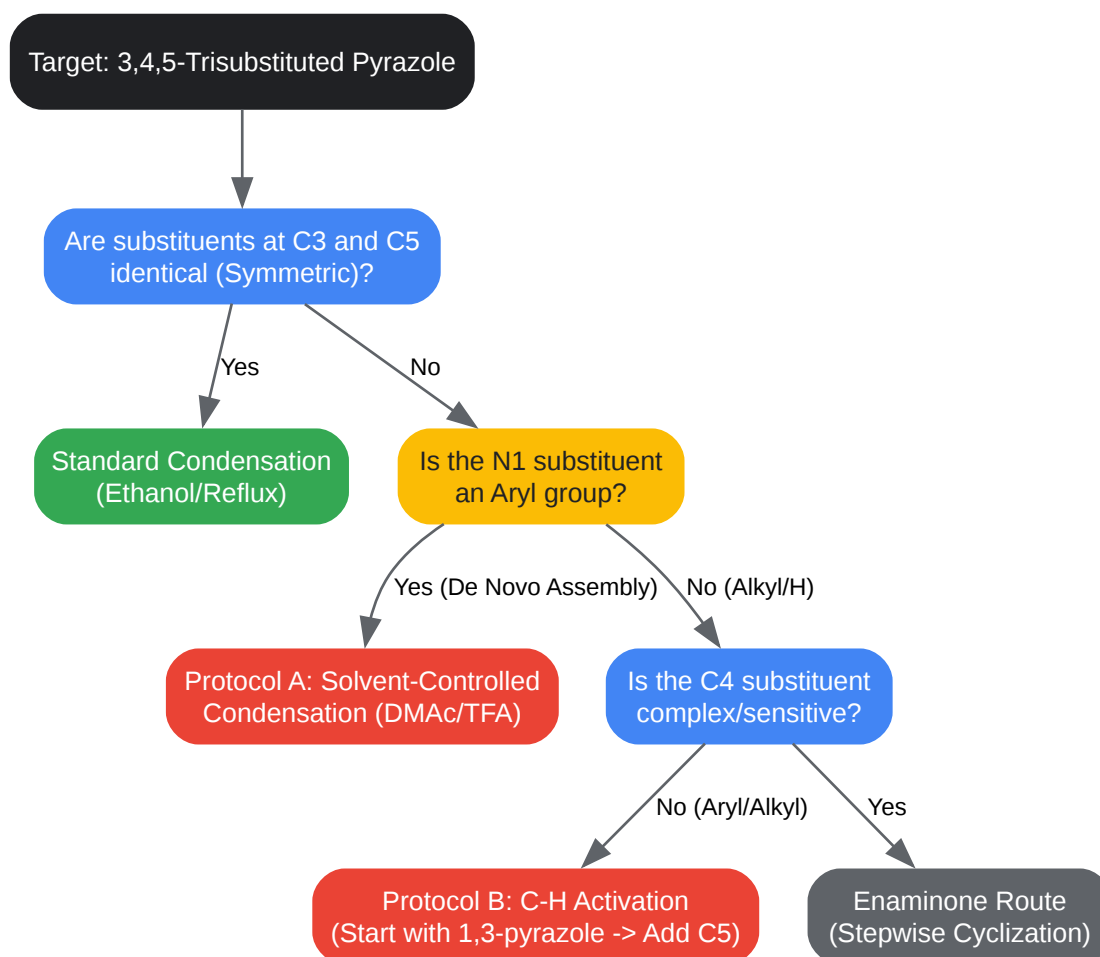 Target: 3,4,5-Trisubstituted Pyrazole
Are substituents at C3 and C5
identical (Symmetric)?
Yes
No
Standard Condensation
(Ethanol/Reflux)
Is the N1 substituent
an Aryl group?
Yes (De Novo Assembly)
No (Alkyl/H)
Protocol A: Solvent-Controlled
Condensation (DMAc/TFA)
Is the C4 substituent
complex/sensitive?
No (Aryl/Alkyl)
Yes
Protocol B: C-H Activation
(Start with 1,3-pyrazole -> Add C5)
Enaminone Route
(Stepwise Cyclization)